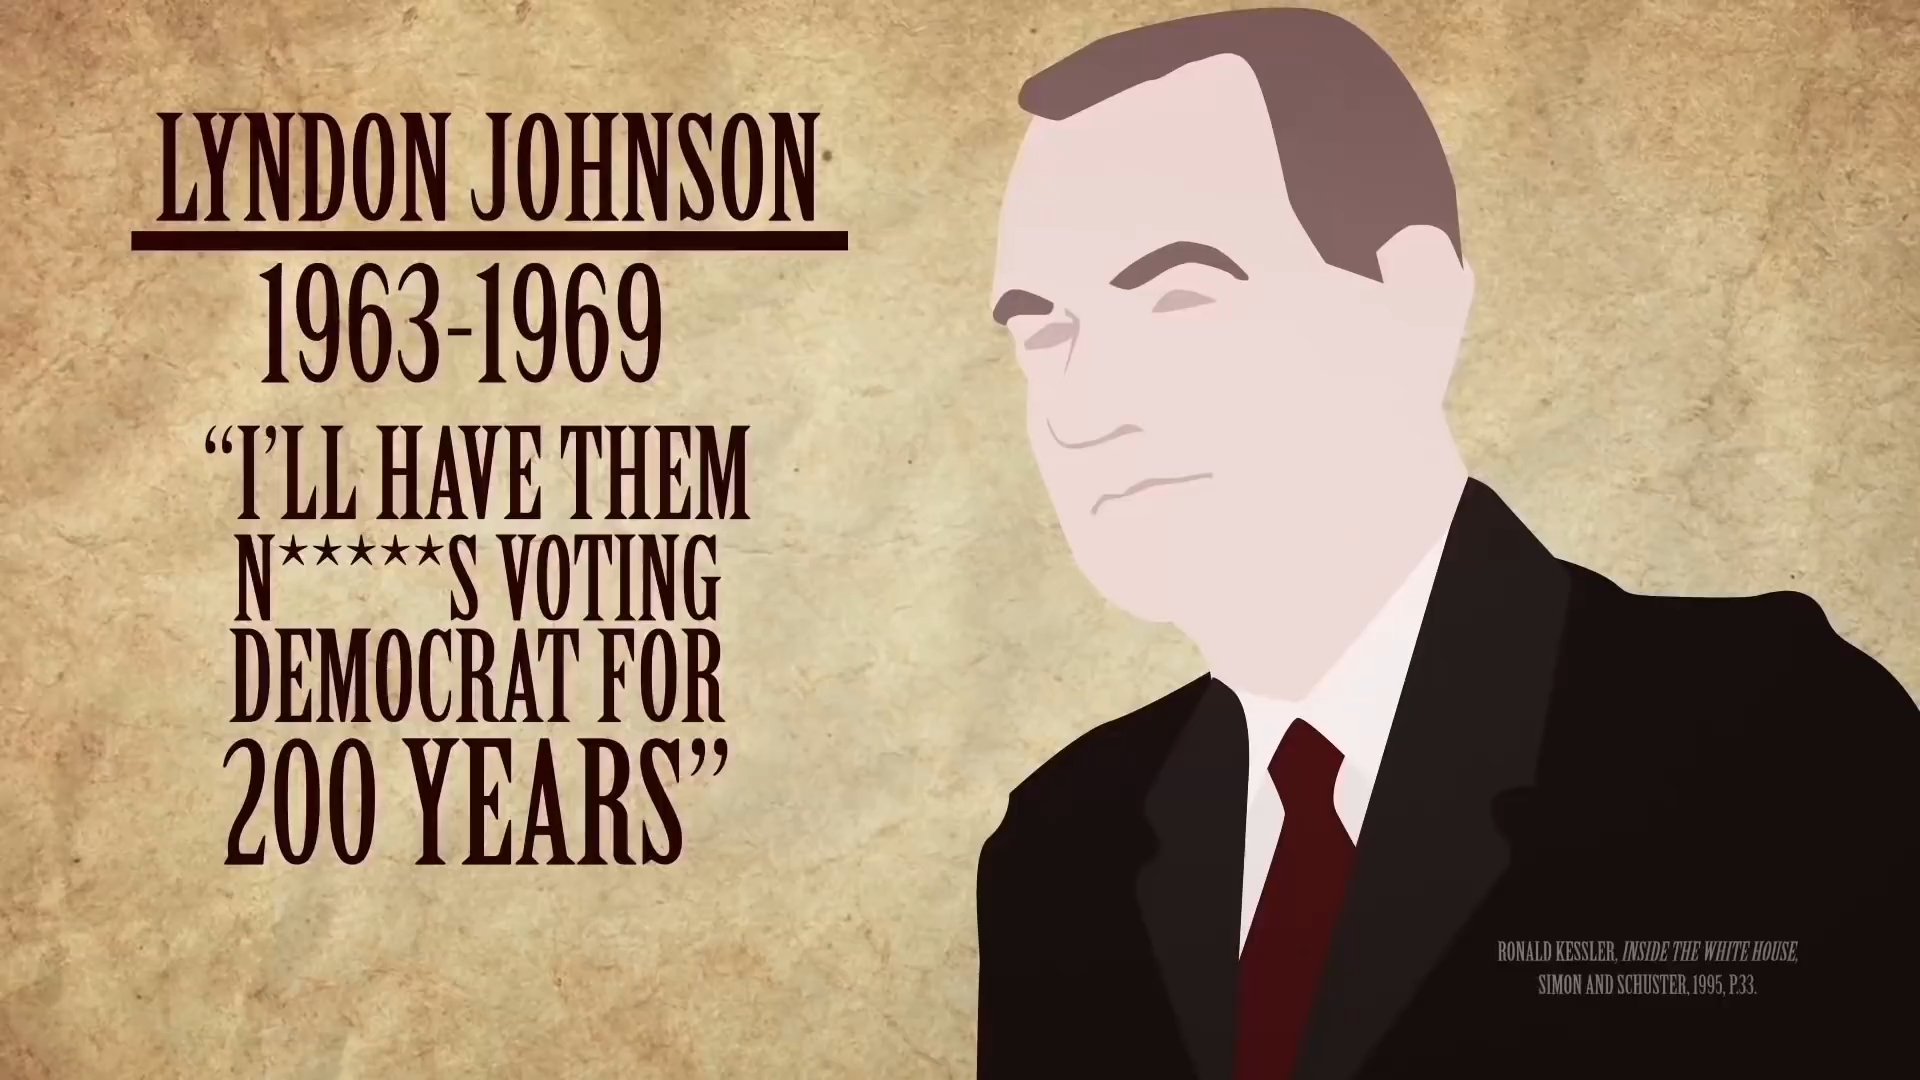 LYNDON JOHNSON
1963-1969
“I’LL HAVE THEM
N*****S VOTING
DEMOCRAT FOR
200 YEARS”
RONALD KESSLER, INSIDE THE WHITE HOUSE,
SIMON AND SCHUSTER, 1995, P.33.